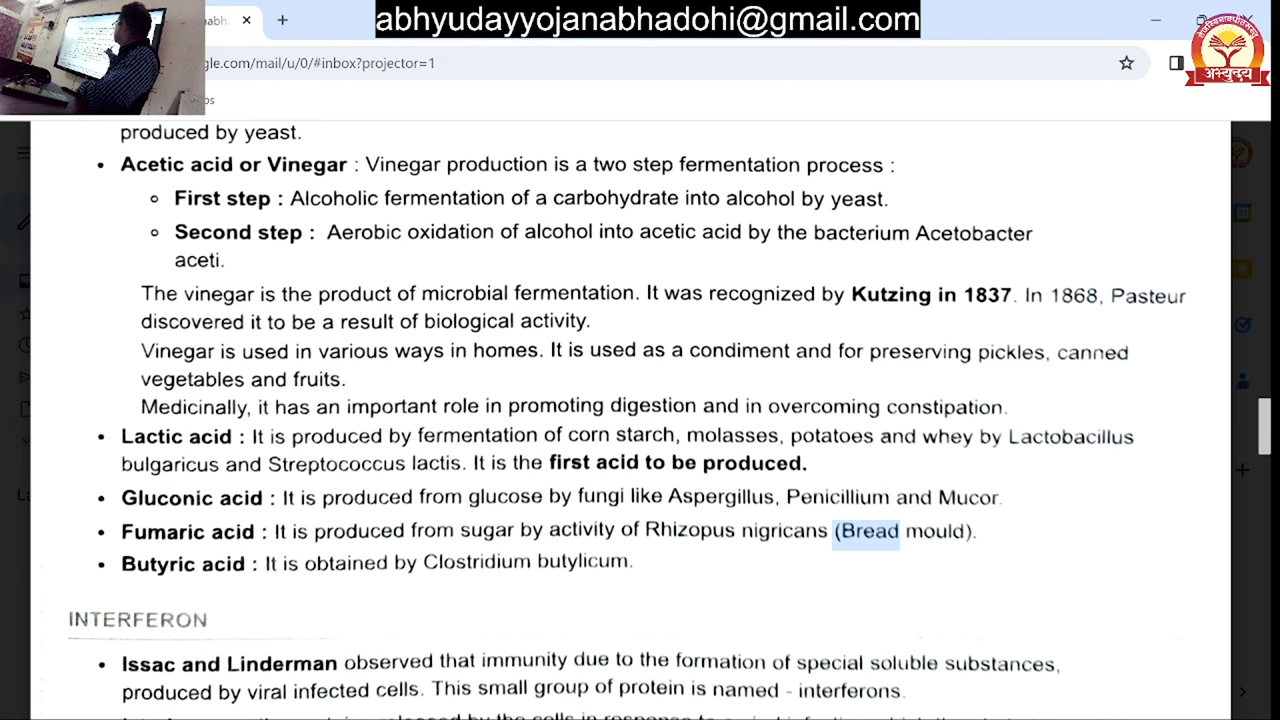 abhyudayyojanabhadohi@gmail.com
gle.com/mail/u/0/#inbox?projector=1
अभ्युदय
produced by yeast.
• Acetic acid or Vinegar : Vinegar production is a two step fermentation process :
First step : Alcoholic fermentation of a carbohydrate into alcohol by yeast.
Second step : Aerobic oxidation of alcohol into acetic acid by the bacterium Acetobacter
aceti.
The vinegar is the product of microbial fermentation. It was recognized by Kutzing in 1837. In 1868, Pasteur
discovered it to be a result of biological activity.
Vinegar is used in various ways in homes. It is used as a condiment and for preserving pickles, canned
vegetables and fruits.
Medicinally, it has an important role in promoting digestion and in overcoming constipation.
• Lactic acid : It is produced by fermentation of corn starch, molasses, potatoes and whey by Lactobacillus
bulgaricus and Streptococcus lactis. It is the first acid to be produced.
• Gluconic acid : It is produced from glucose by fungi like Aspergillus, Penicillium and Mucor.
• Fumaric acid : It is produced from sugar by activity of Rhizopus nigricans (Bread mould).
• Butyric acid : It is obtained by Clostridium butylicum.
INTERFERON
• Issac and Linderman observed that immunity due to the formation of special soluble substances,
produced by viral infected cells. This small group of protein is named - interferons.